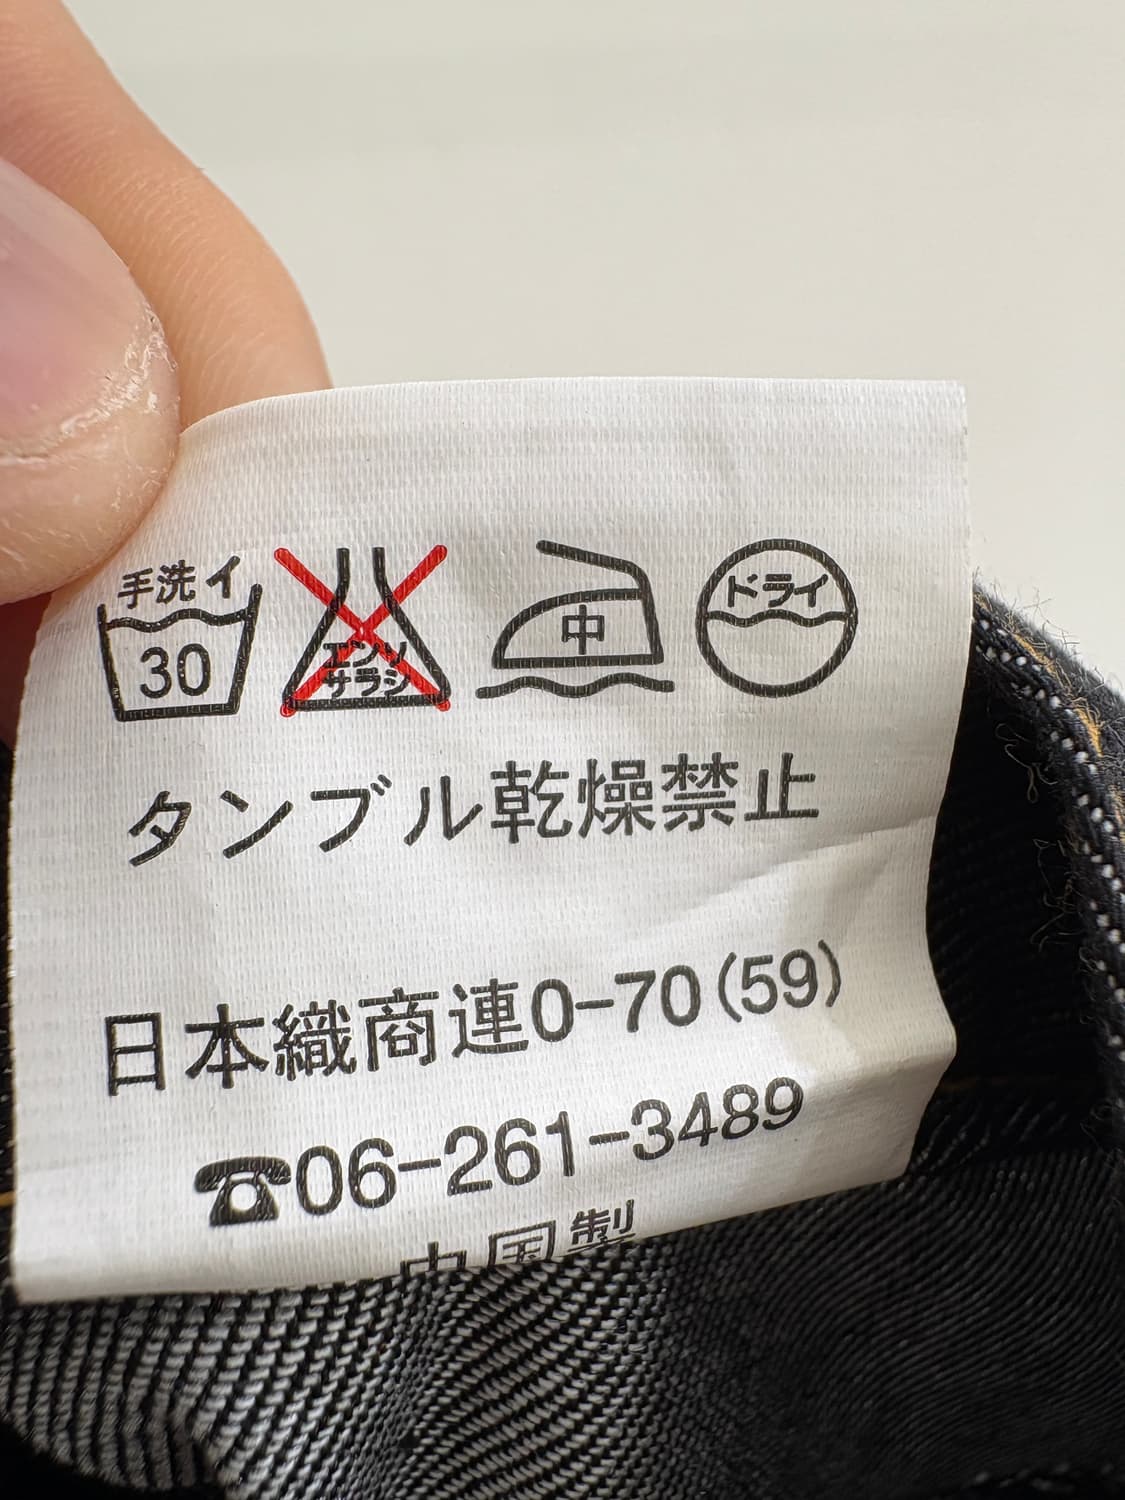 手洗イ
30
エンソ
サラシ
中
ドライ
タンブル乾燥禁止
日本織商連0-70(59)
☎06-261-3489
中国製